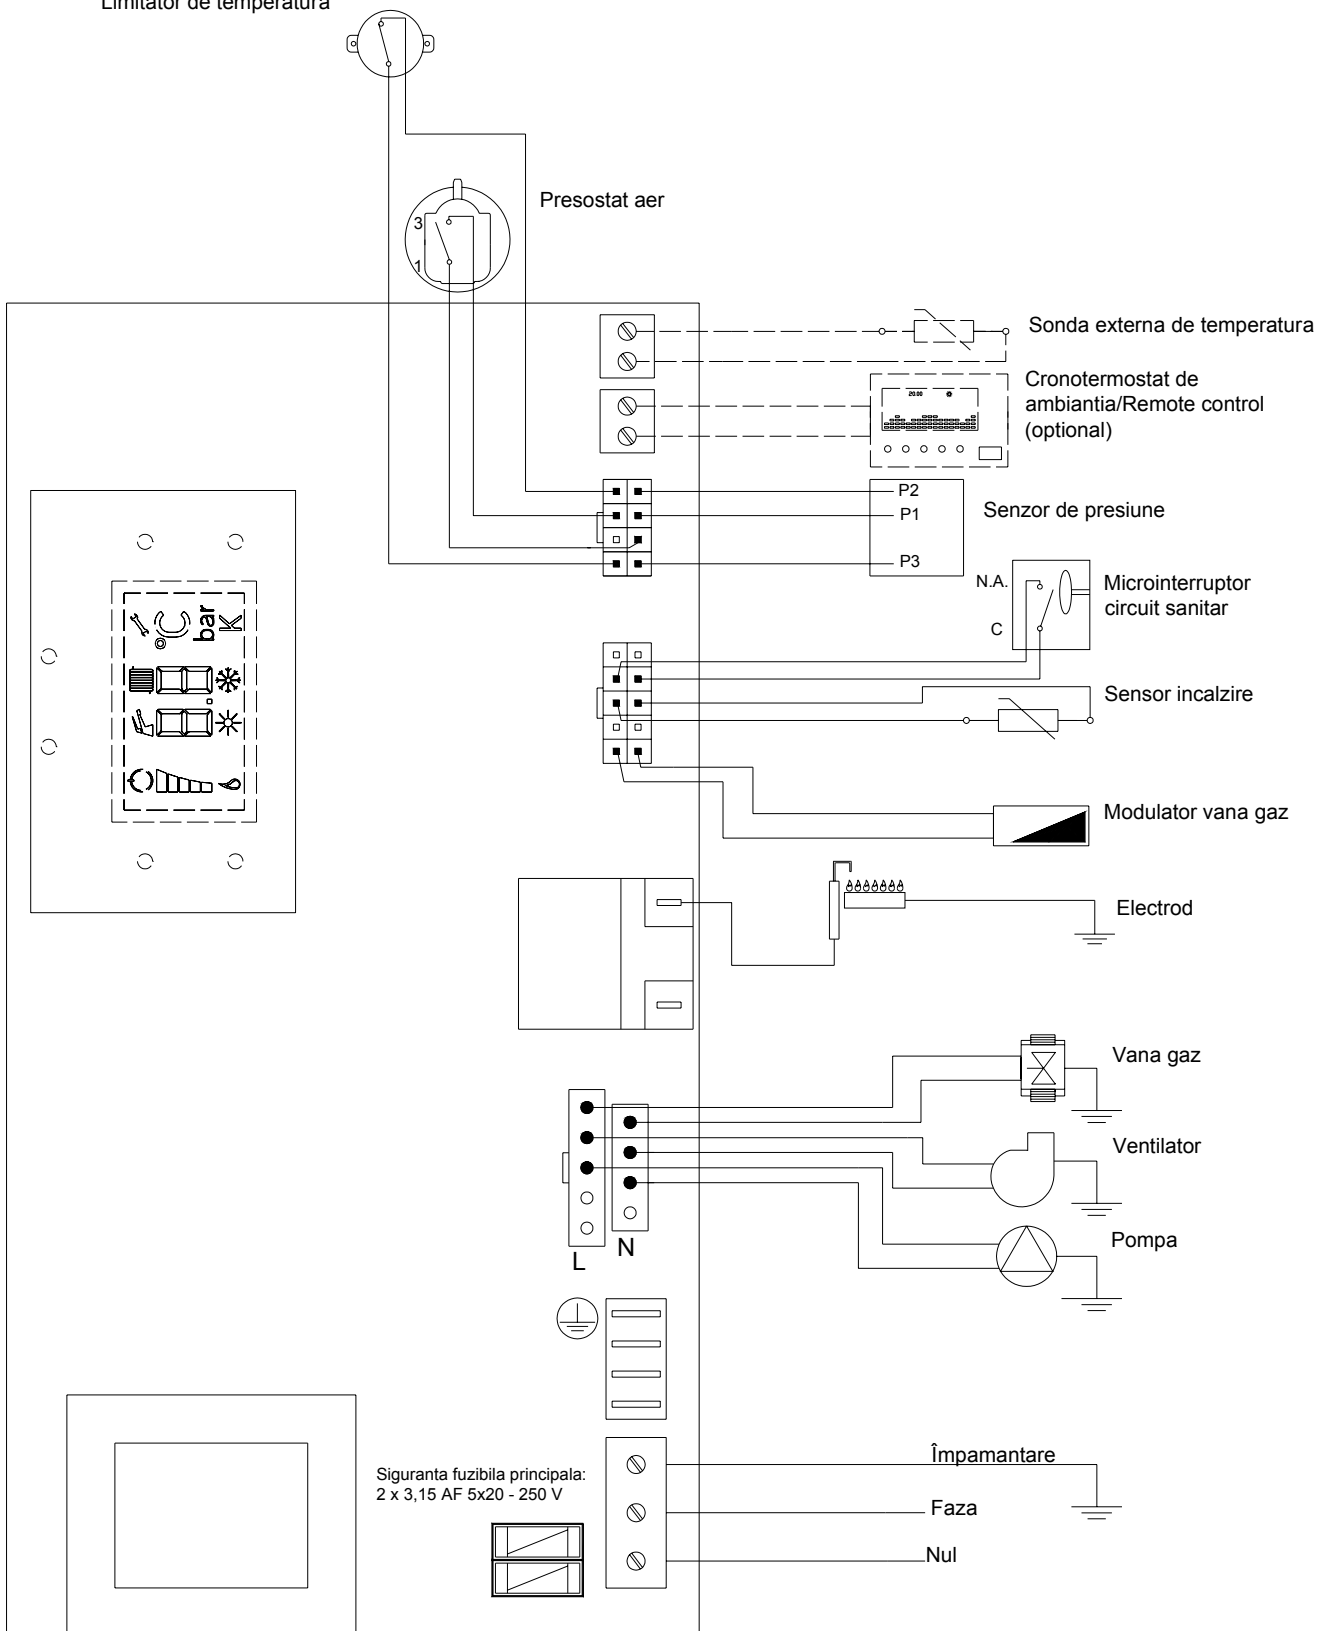 Limitator de temperatura
Presostat aer
3
1
Sonda externa de temperatura
Cronotermostat de
ambiantia/Remote control
(optional)
20.00
P2
P1
P3
Senzor de presiune
N.A.
C
Microinterruptor
circuit sanitar
°C
bar
K
Sensor incalzire
Modulator vana gaz
Electrod
Vana gaz
Ventilator
Pompa
L
N
Siguranta fuzibila principala:
2 x 3,15 AF 5x20 - 250 V
Împamantare
Faza
Nul